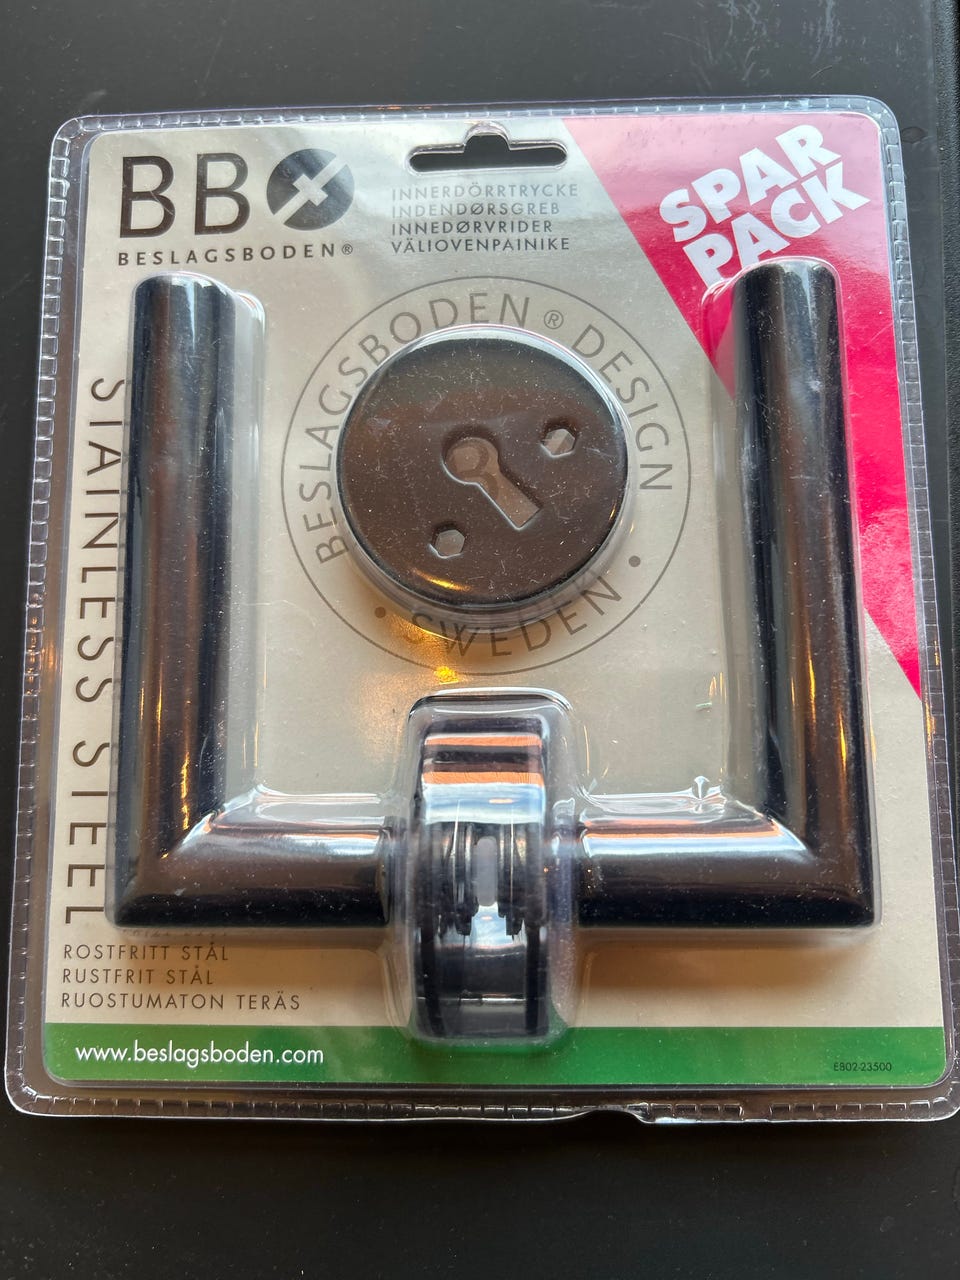 BB
BESLAGSBODEN®
INNERDÖRRTRYCKE
INDENDØRSGREB
INNEDØRVRIDER
VÄLIOVENPAINIKE
SPAR
PACK
BESLAGSBODEN® DESIGN
• SWEDEN •
STAINLESS STEEL
ROSTFRITT STÅL
RUSTFRIT STÅL
RUOSTUMATON TERÄS
www.beslagsboden.com
E802-23500